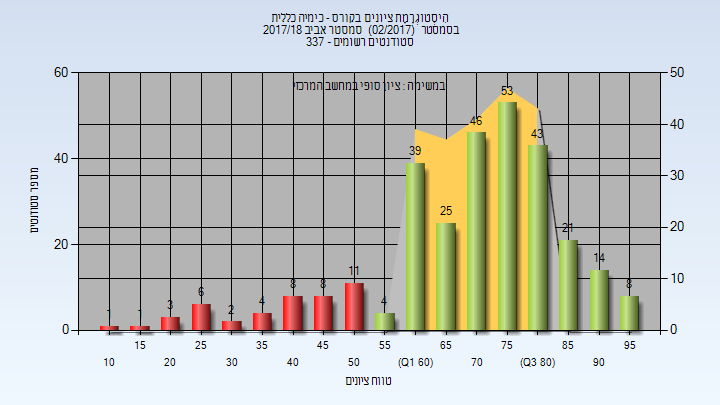 הִיסְטוֹגְרָמַת ציונים בקורס - כימיה כללית
בסמסטר (02/2017) סמסטר אביב 2017/18
סטודנטים רשומים - 337
במשימה : ציון סופי במחשב המרכזי
60 40 20 0
50 40 30 20 10 0
מספר סטודנטים
1 1 3 6 2 4 8 8 11 4 39 25 46 53 43 21 14 8
15 25 35 45 55 65 75 85 95
10 20 30 40 50 (Q1 60) 70 (Q3 80) 90
טווח ציונים